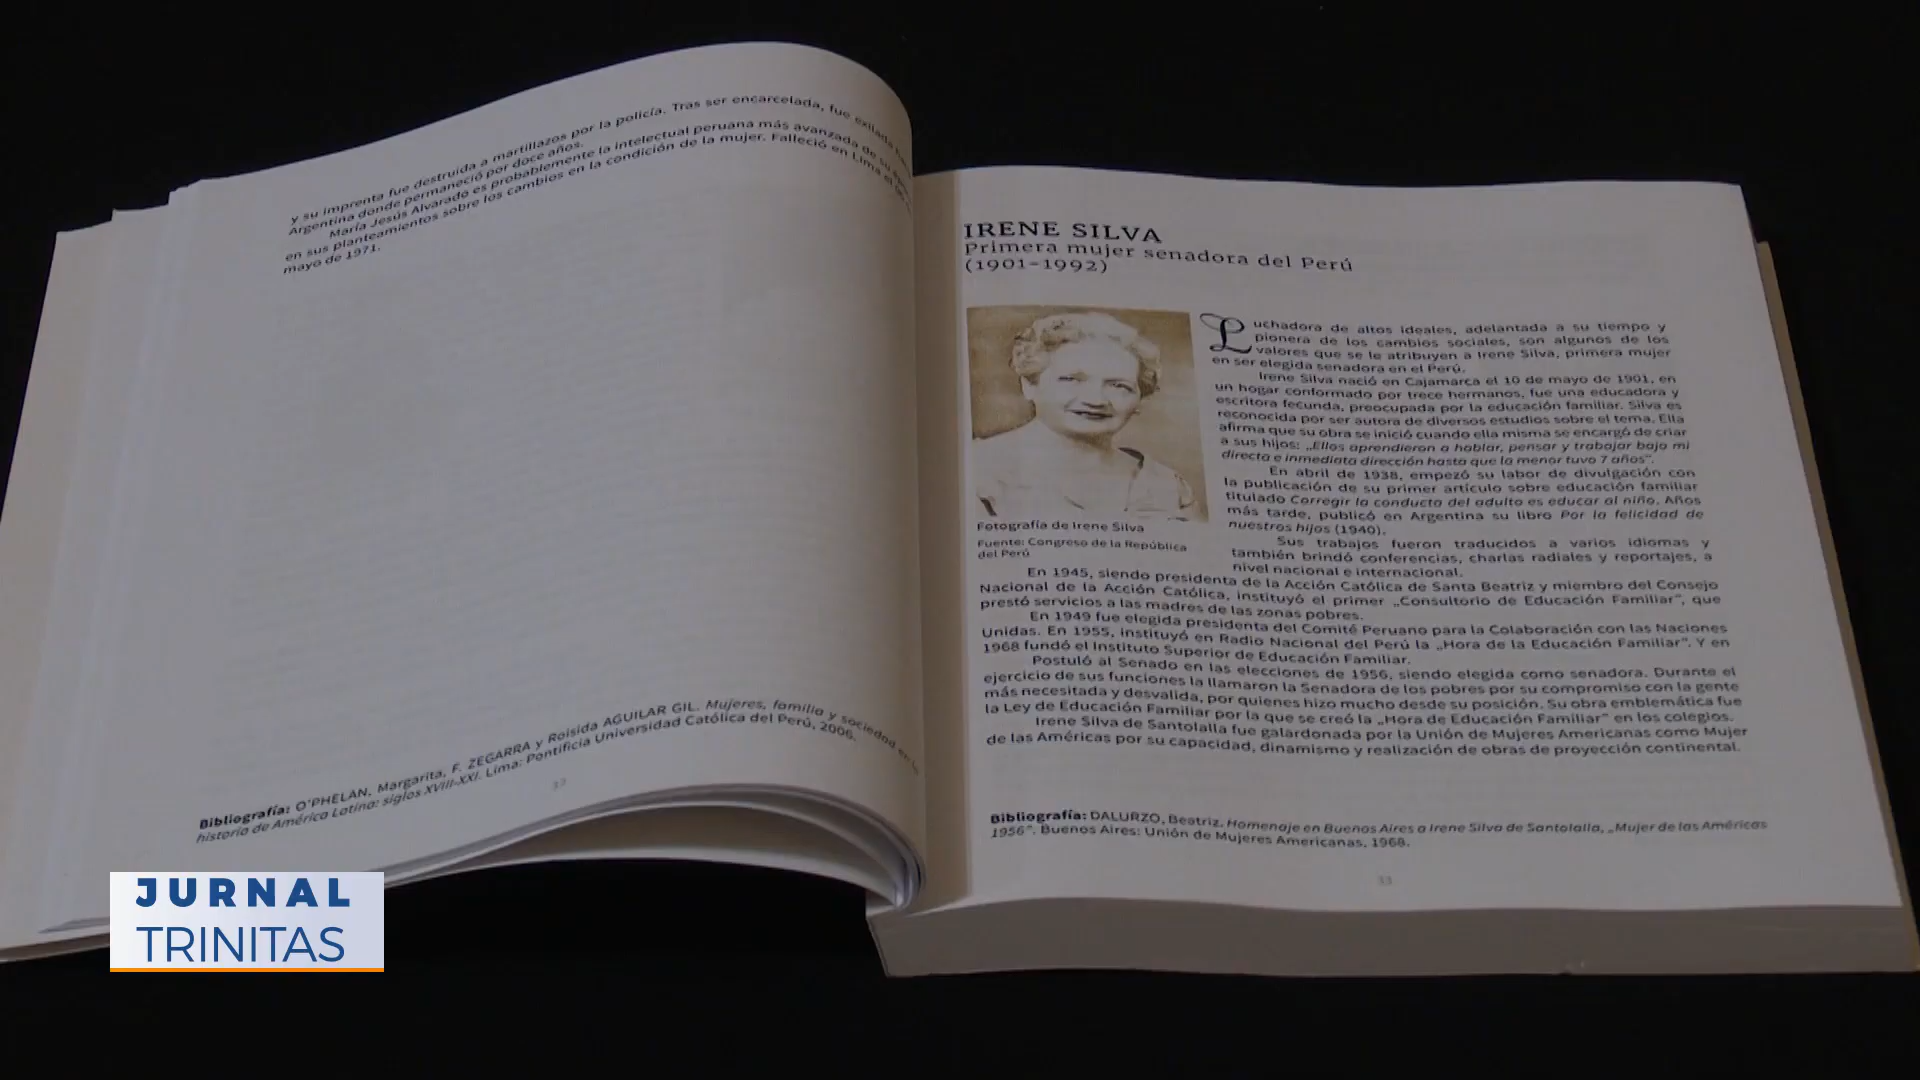 y su imprenta fue destruida a martillazos por la policía. Tras ser encarcelada, fue exilada
Argentina donde permaneció por doce años.
María Jesús Alvarado es probablemente la intelectual peruana más avanzada de su
en sus planteamientos sobre los cambios en la condición de la mujer. Falleció en Lima el
mayo de 1971.
Bibliografía: O'PHELAN, Margarita, F. ZEGARRA y Roisida AGUILAR GIL. Mujeres, familia y sociedad en la
historia de América Latina: siglos XVIII-XXI. Lima: Pontificia Universidad Católica del Perú, 2006.
32
IRENE SILVA
Primera mujer senadora del Perú
(1901-1992)
Fotografía de Irene Silva
Fuente: Congreso de la República
del Perú
Luchadora de altos ideales, adelantada a su tiempo y
pionera de los cambios sociales, son algunos de los
valores que se le atribuyen a Irene Silva, primera mujer
en ser elegida senadora en el Perú.
Irene Silva nació en Cajamarca el 10 de mayo de 1901, en
un hogar conformado por trece hermanos, fue una educadora y
escritora fecunda, preocupada por la educación familiar. Silva es
reconocida por ser autora de diversos estudios sobre el tema. Ella
afirma que su obra se inició cuando ella misma se encargó de criar
a sus hijos: „Ellos aprendieron a hablar, pensar y trabajar bajo mi
directa e inmediata dirección hasta que la menor tuvo 7 años".
En abril de 1938, empezó su labor de divulgación con
la publicación de su primer artículo sobre educación familiar
titulado Corregir la conducta del adulto es educar al niño. Años
más tarde, publicó en Argentina su libro Por la felicidad de
nuestros hijos (1940).
Sus trabajos fueron traducidos a varios idiomas y
también brindó conferencias, charlas radiales y reportajes, a
nivel nacional e internacional.
En 1945, siendo presidenta de la Acción Católica de Santa Beatriz y miembro del Consejo
Nacional de la Acción Católica, instituyó el primer „Consultorio de Educación Familiar", que
prestó servicios a las madres de las zonas pobres.
En 1949 fue elegida presidenta del Comité Peruano para la Colaboración con las Naciones
Unidas. En 1955, instituyó en Radio Nacional del Perú la „Hora de la Educación Familiar". Y en
1968 fundó el Instituto Superior de Educación Familiar.
Postuló al Senado en las elecciones de 1956, siendo elegida como senadora. Durante el
ejercicio de sus funciones la llamaron la Senadora de los pobres por su compromiso con la gente
más necesitada y desvalida, por quienes hizo mucho desde su posición. Su obra emblemática fue
la Ley de Educación Familiar por la que se creó la „Hora de Educación Familiar" en los colegios.
Irene Silva de Santolalla fue galardonada por la Unión de Mujeres Americanas como Mujer
de las Américas por su capacidad, dinamismo y realización de obras de proyección continental.
Bibliografía: DALURZO, Beatriz. Homenaje en Buenos Aires a Irene Silva de Santolalla, „Mujer de las Américas
1956". Buenos Aires: Unión de Mujeres Americanas, 1968.
33
JURNAL
TRINITAS